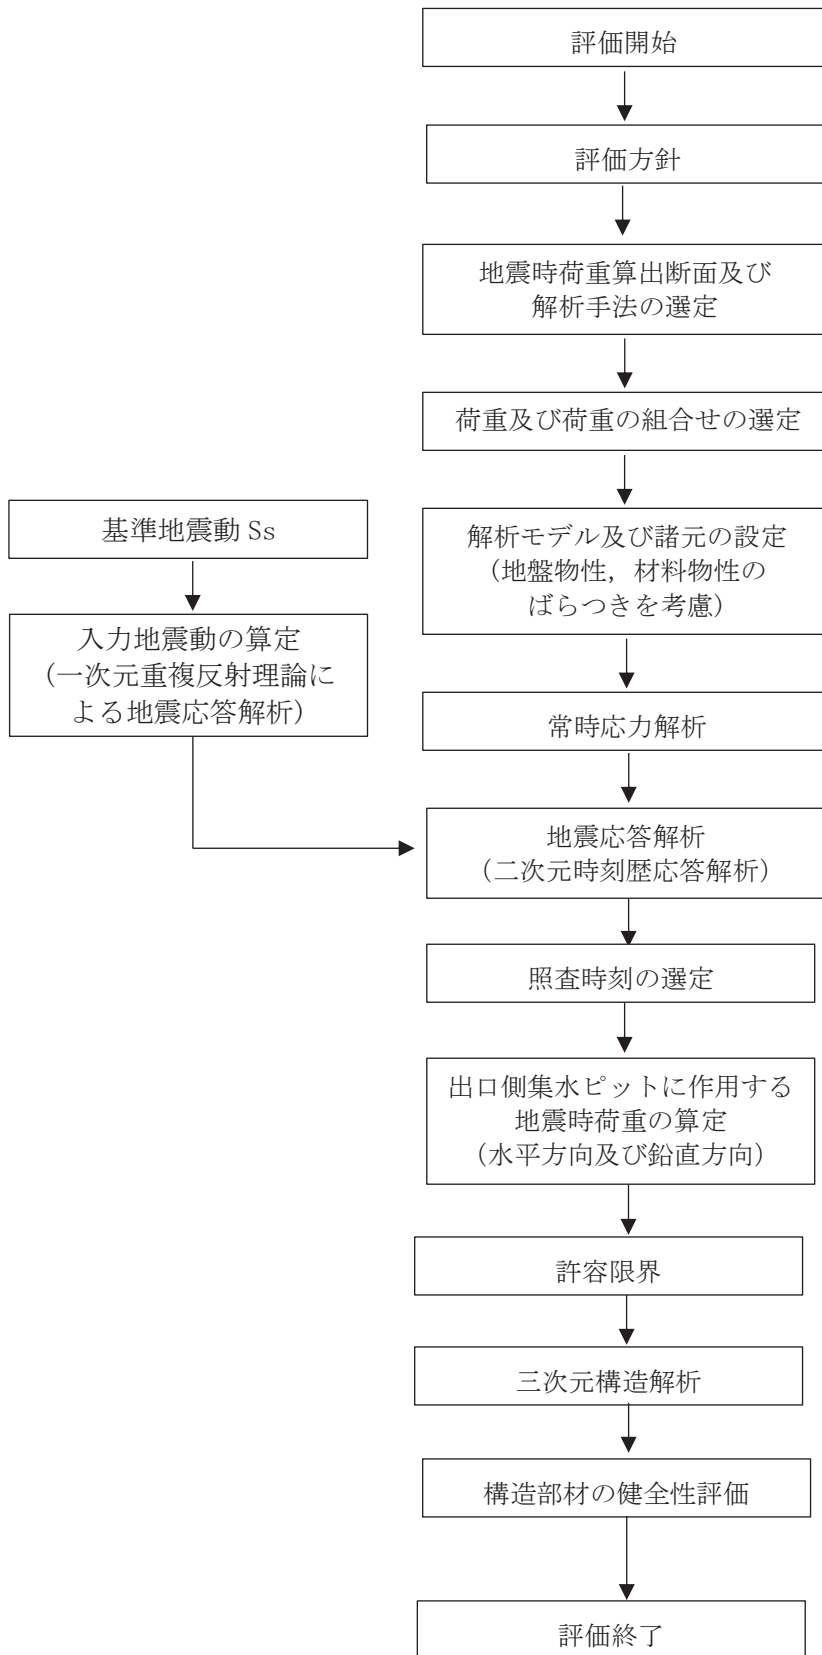 評価開始
評価方針
地震時荷重算出断面及び
解析手法の選定
荷重及び荷重の組合せの選定
基準地震動 Ss
入力地震動の算定
(一次元重複反射理論に
よる地震応答解析)
解析モデル及び諸元の設定
(地盤物性,材料物性の
ばらつきを考慮)
常時応力解析
地震応答解析
(二次元時刻歴応答解析)
照査時刻の選定
出口側集水ピットに作用する
地震時荷重の算定
(水平方向及び鉛直方向)
許容限界
三次元構造解析
構造部材の健全性評価
評価終了